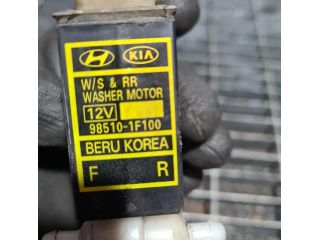 KIA
W/S & RR
WASHER MOTOR
12V
98510-1F100
BERU KOREA
F R